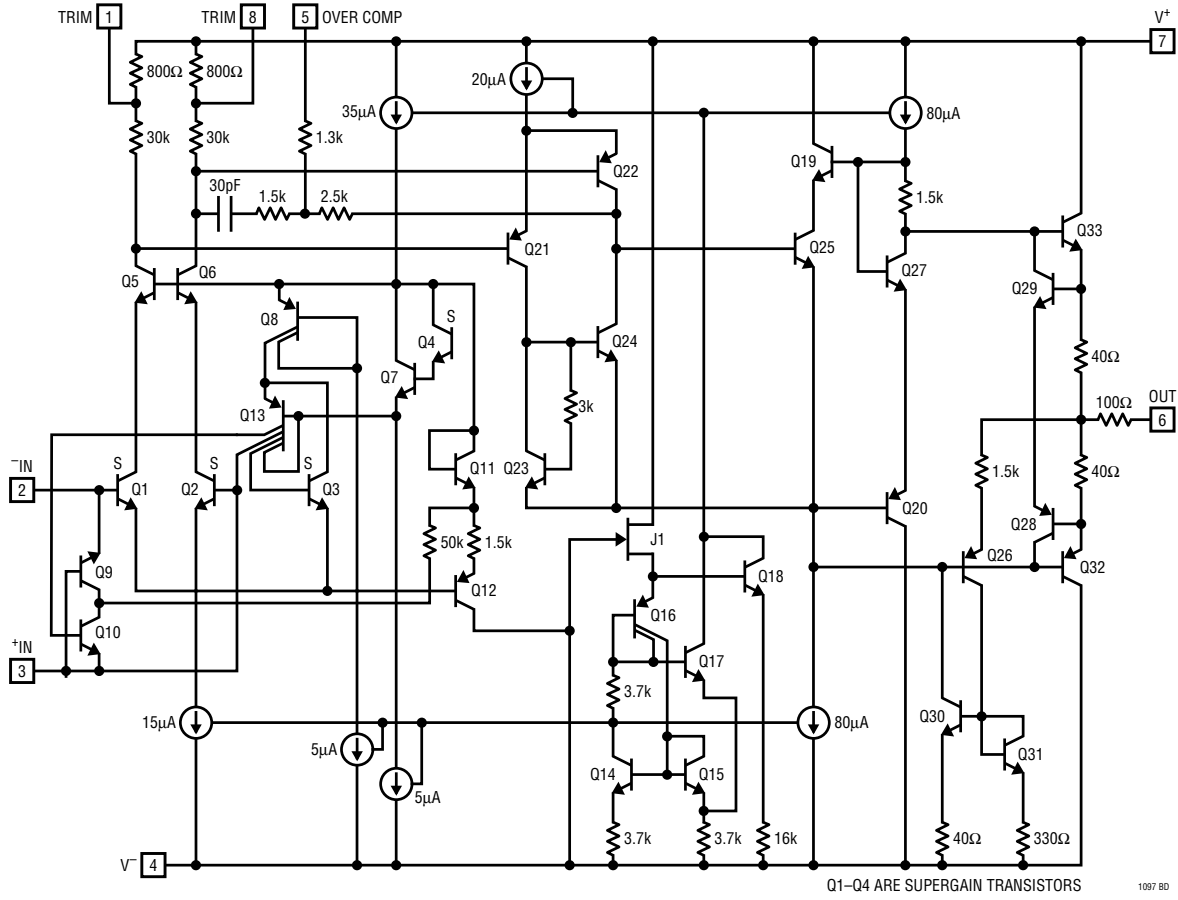 TRIM 1
TRIM 8
5 OVER COMP
V+
7
800Ω
800Ω
20µA
35µA
80µA
30k
30k
1.3k
Q22
Q19
30pF
1.5k
2.5k
1.5k
Q21
Q25
Q33
Q5
Q6
Q27
Q29
Q8
S
Q4
Q24
Q7
40Ω
Q13
3k
OUT
100Ω
6
S
S
S
Q11
Q23
1.5k
40Ω
−IN
2
Q1
Q2
Q3
Q20
Q28
50k
1.5k
J1
Q26
Q9
Q12
Q18
Q32
Q16
Q10
+IN
3
Q17
3.7k
15µA
80µA
Q30
5µA
Q31
Q14
Q15
5µA
3.7k
3.7k
16k
40Ω
330Ω
V− 4
Q1–Q4 ARE SUPERGAIN TRANSISTORS
1097 BD